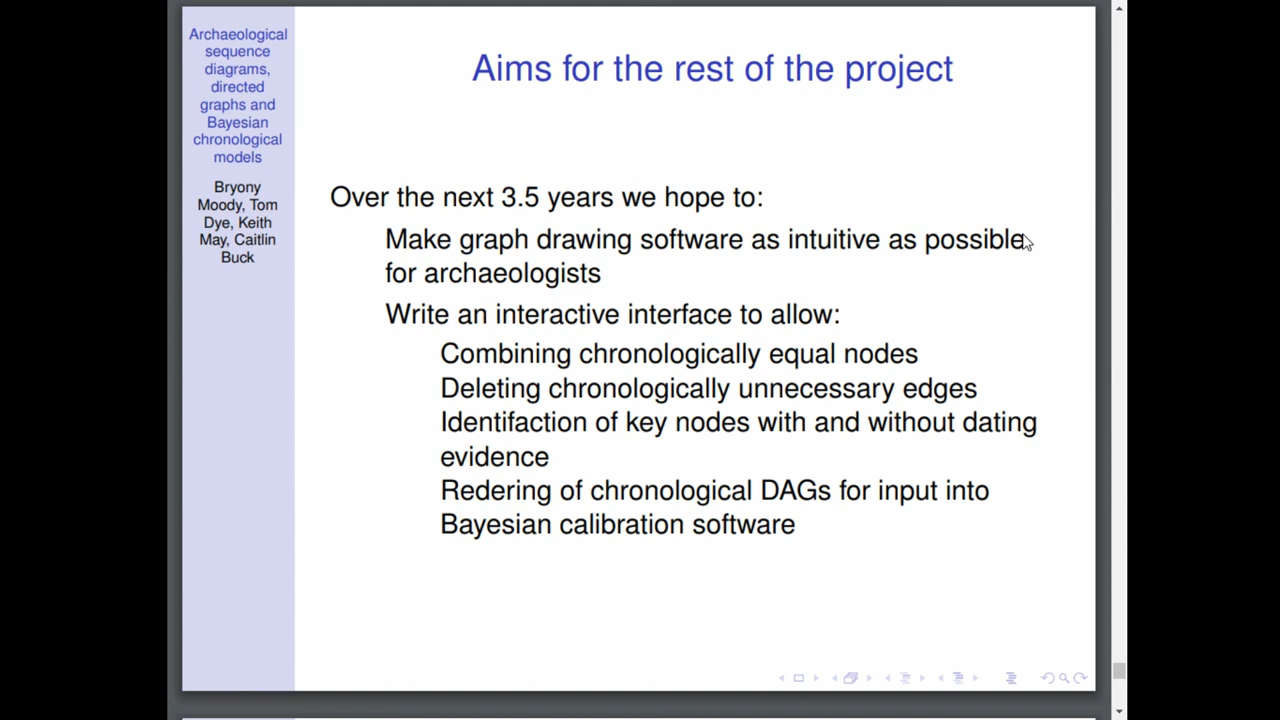 Archaeological
sequence
diagrams,
directed
graphs and
Bayesian
chronological
models
Bryony
Moody, Tom
Dye, Keith
May, Caitlin
Buck
Aims for the rest of the project
Over the next 3.5 years we hope to:
Make graph drawing software as intuitive as possible
for archaeologists
Write an interactive interface to allow:
Combining chronologically equal nodes
Deleting chronologically unnecessary edges
Identifaction of key nodes with and without dating
evidence
Redering of chronological DAGs for input into
Bayesian calibration software